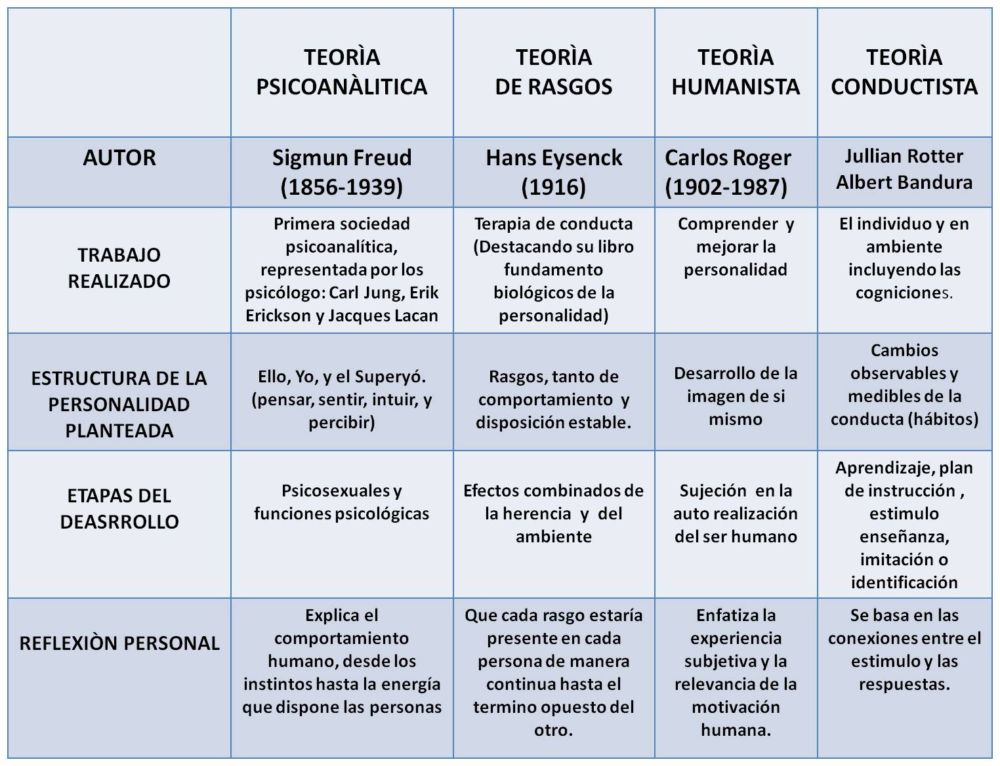 TEORÌA
PSICOANÀLITICA
TEORÌA
DE RASGOS
TEORÌA
HUMANISTA
TEORÌA
CONDUCTISTA
AUTOR
Sigmun Freud
(1856-1939)
Hans Eysenck
(1916)
Carlos Roger
(1902-1987)
Jullian Rotter
Albert Bandura
TRABAJO
REALIZADO
Primera sociedad
psicoanalítica,
representada por los
psicólogo: Carl Jung, Erik
Erickson y Jacques Lacan
Terapia de conducta
(Destacando su libro
fundamento
biológicos de la
personalidad)
Comprender y
mejorar la
personalidad
El individuo y en
ambiente
incluyendo las
cogniciones.
ESTRUCTURA DE LA
PERSONALIDAD
PLANTEADA
Ello, Yo, y el Superyó.
(pensar, sentir, intuir, y
percibir)
Rasgos, tanto de
comportamiento y
disposición estable.
Desarrollo de la
imagen de si
mismo
Cambios
observables y
medibles de la
conducta (hábitos)
ETAPAS DEL
DEASRROLLO
Psicosexuales y
funciones psicológicas
Efectos combinados de
la herencia y del
ambiente
Sujeción en la
auto realización
del ser humano
Aprendizaje, plan
de instrucción ,
estimulo
enseñanza,
imitación o
identificación
REFLEXIÒN PERSONAL
Explica el
comportamiento
humano, desde los
instintos hasta la energía
que dispone las personas
Que cada rasgo estaría
presente en cada
persona de manera
continua hasta el
termino opuesto del
otro.
Enfatiza la
experiencia
subjetiva y la
relevancia de la
motivación
humana.
Se basa en las
conexiones entre el
estimulo y las
respuestas.